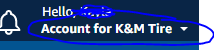 Hello,
Account for K&M Tire